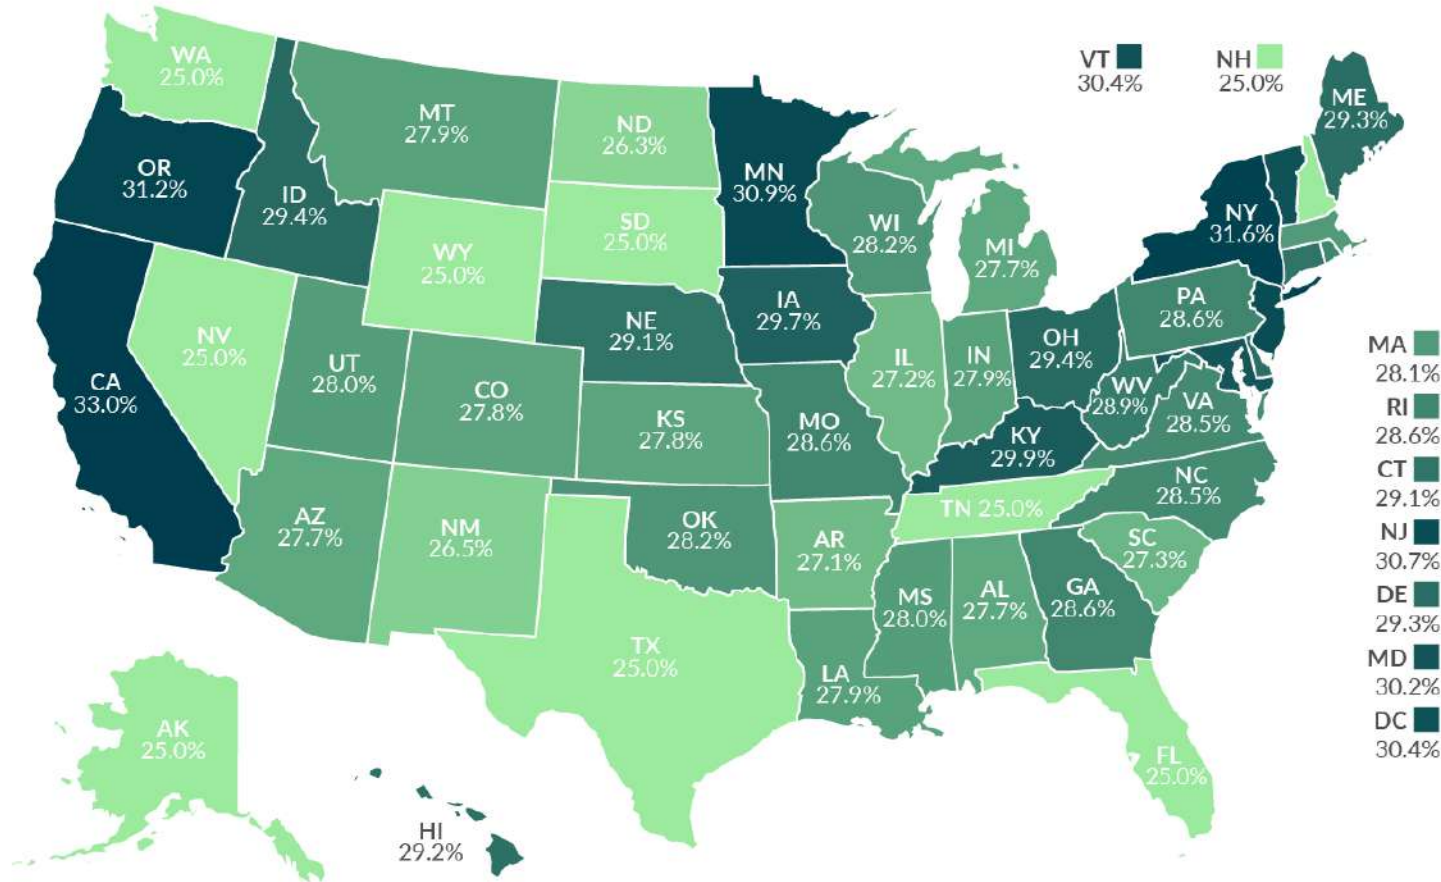 WA
25.0%
VT
30.4%
NH
25.0%
ME
29.3%
MT
27.9%
ND
26.3%
OR
31.2%
ID
29.4%
MN
30.9%
WY
25.0%
SD
25.0%
WI
28.2%
MI
27.7%
NY
31.6%
NV
25.0%
UT
28.0%
CO
27.8%
NE
29.1%
IA
29.7%
IL
27.2%
IN
27.9%
OH
29.4%
PA
28.6%
CA
33.0%
KS
27.8%
MO
28.6%
KY
29.9%
WV
28.9%
VA
28.5%
MA
28.1%
RI
28.6%
CT
29.1%
NJ
30.7%
DE
29.3%
MD
30.2%
DC
30.4%
AZ
27.7%
NM
26.5%
OK
28.2%
AR
27.1%
TN 25.0%
NC
28.5%
SC
27.3%
MS
28.0%
AL
27.7%
GA
28.6%
TX
25.0%
LA
27.9%
FL
25.0%
AK
25.0%
HI
29.2%